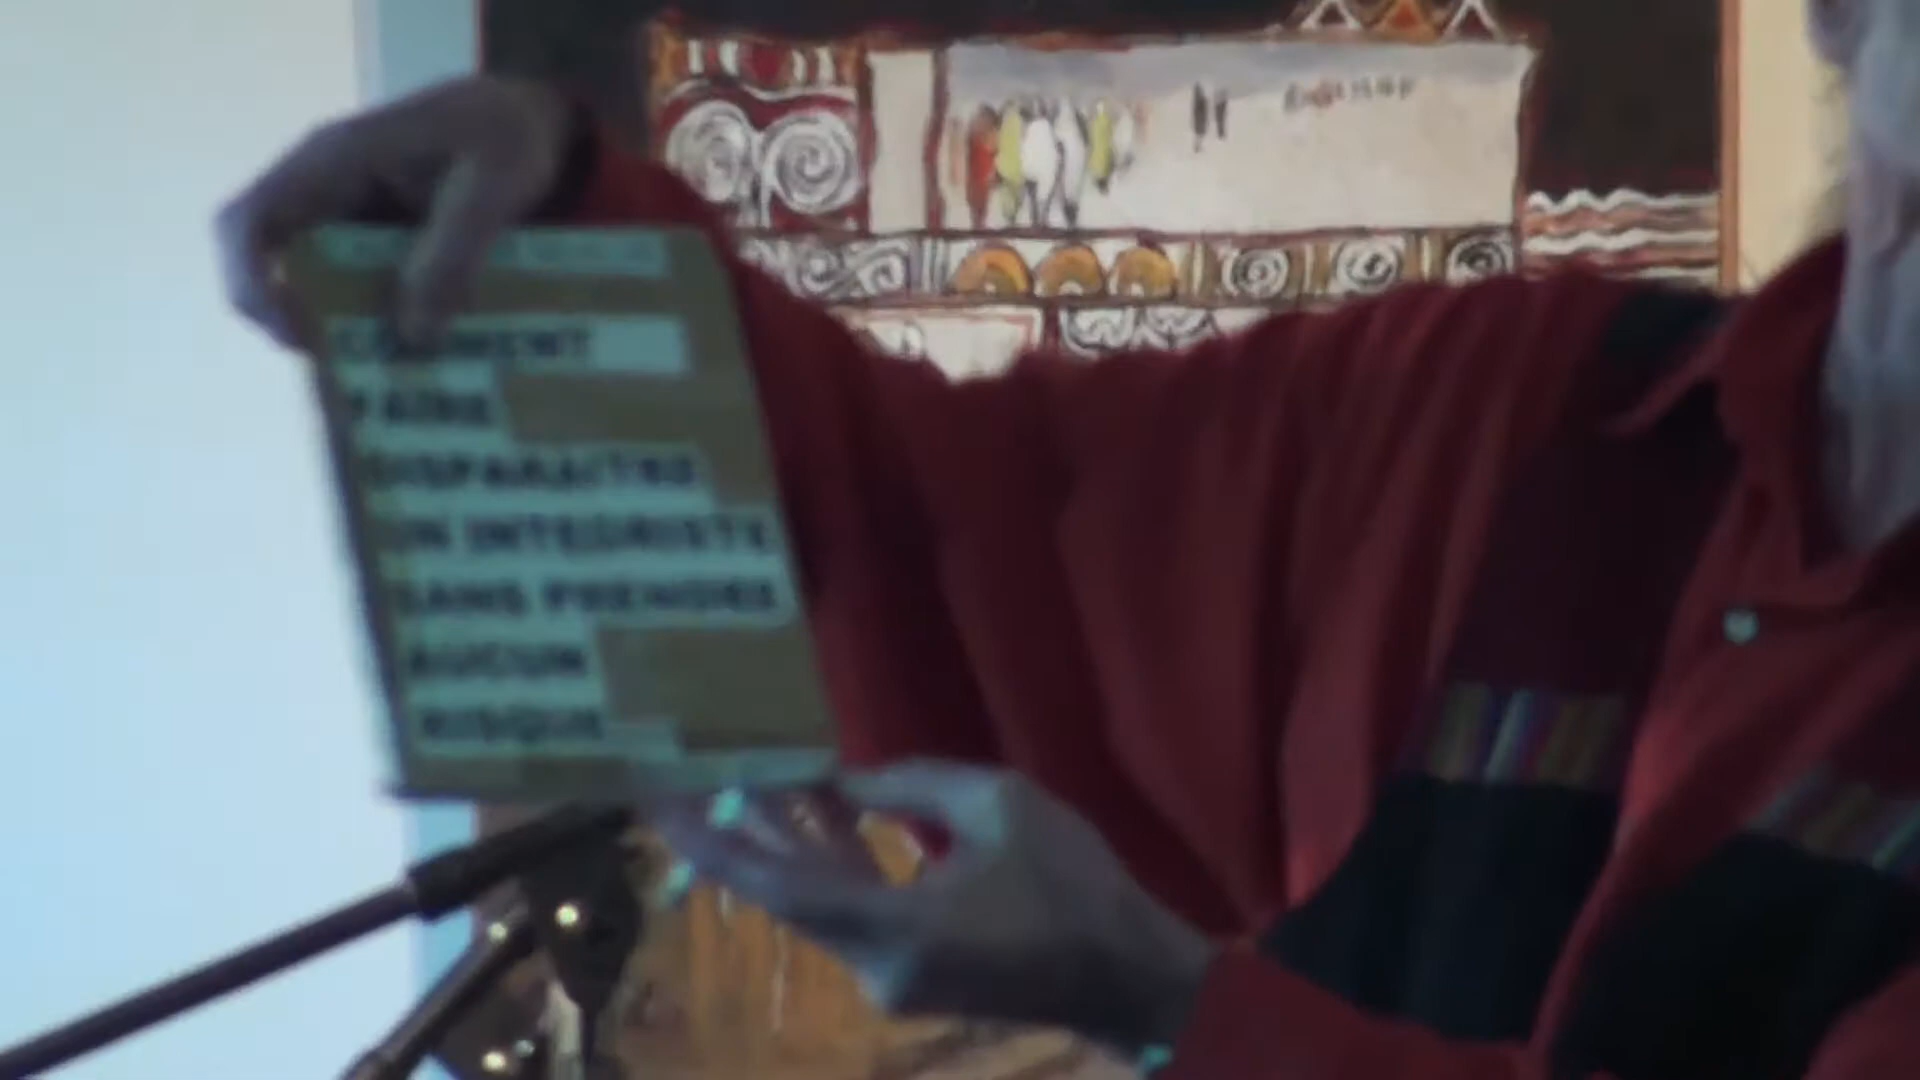 COMMENT
FAIRE
DISPARAITRE
UN INTEGRISTE
SANS PRENDRE
AUCUN
RISQUE